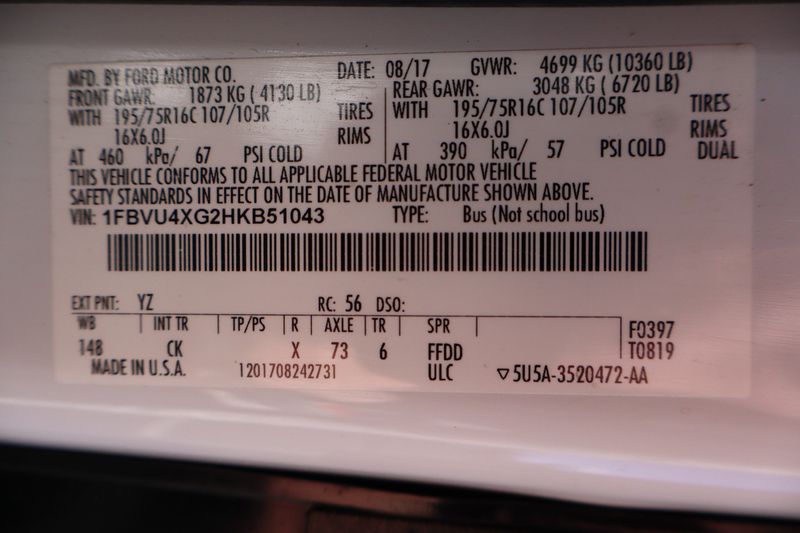 MFD. BY FORD MOTOR CO. DATE: 08/17 GVWR: 4699 KG (10360 LB)
FRONT GAWR: 1873 KG ( 4130 LB) REAR GAWR: 3048 KG ( 6720 LB)
WITH 195/75R16C 107/105R TIRES WITH 195/75R16C 107/105R TIRES
16X6.0J RIMS 16X6.0J RIMS
AT 460 kPa/ 67 PSI COLD AT 390 kPa/ 57 PSI COLD DUAL
THIS VEHICLE CONFORMS TO ALL APPLICABLE FEDERAL MOTOR VEHICLE
SAFETY STANDARDS IN EFFECT ON THE DATE OF MANUFACTURE SHOWN ABOVE.
VIN: 1FBVU4XG2HKB51043 TYPE: Bus (Not school bus)
EXT PNT: YZ RC: 56 DSO:
WB INT TR TP/PS R AXLE TR SPR F0397
148 CK X 73 6 FFDD T0819
MADE IN U.S.A. 1201708242731 ULC ▽5U5A-3520472-AA